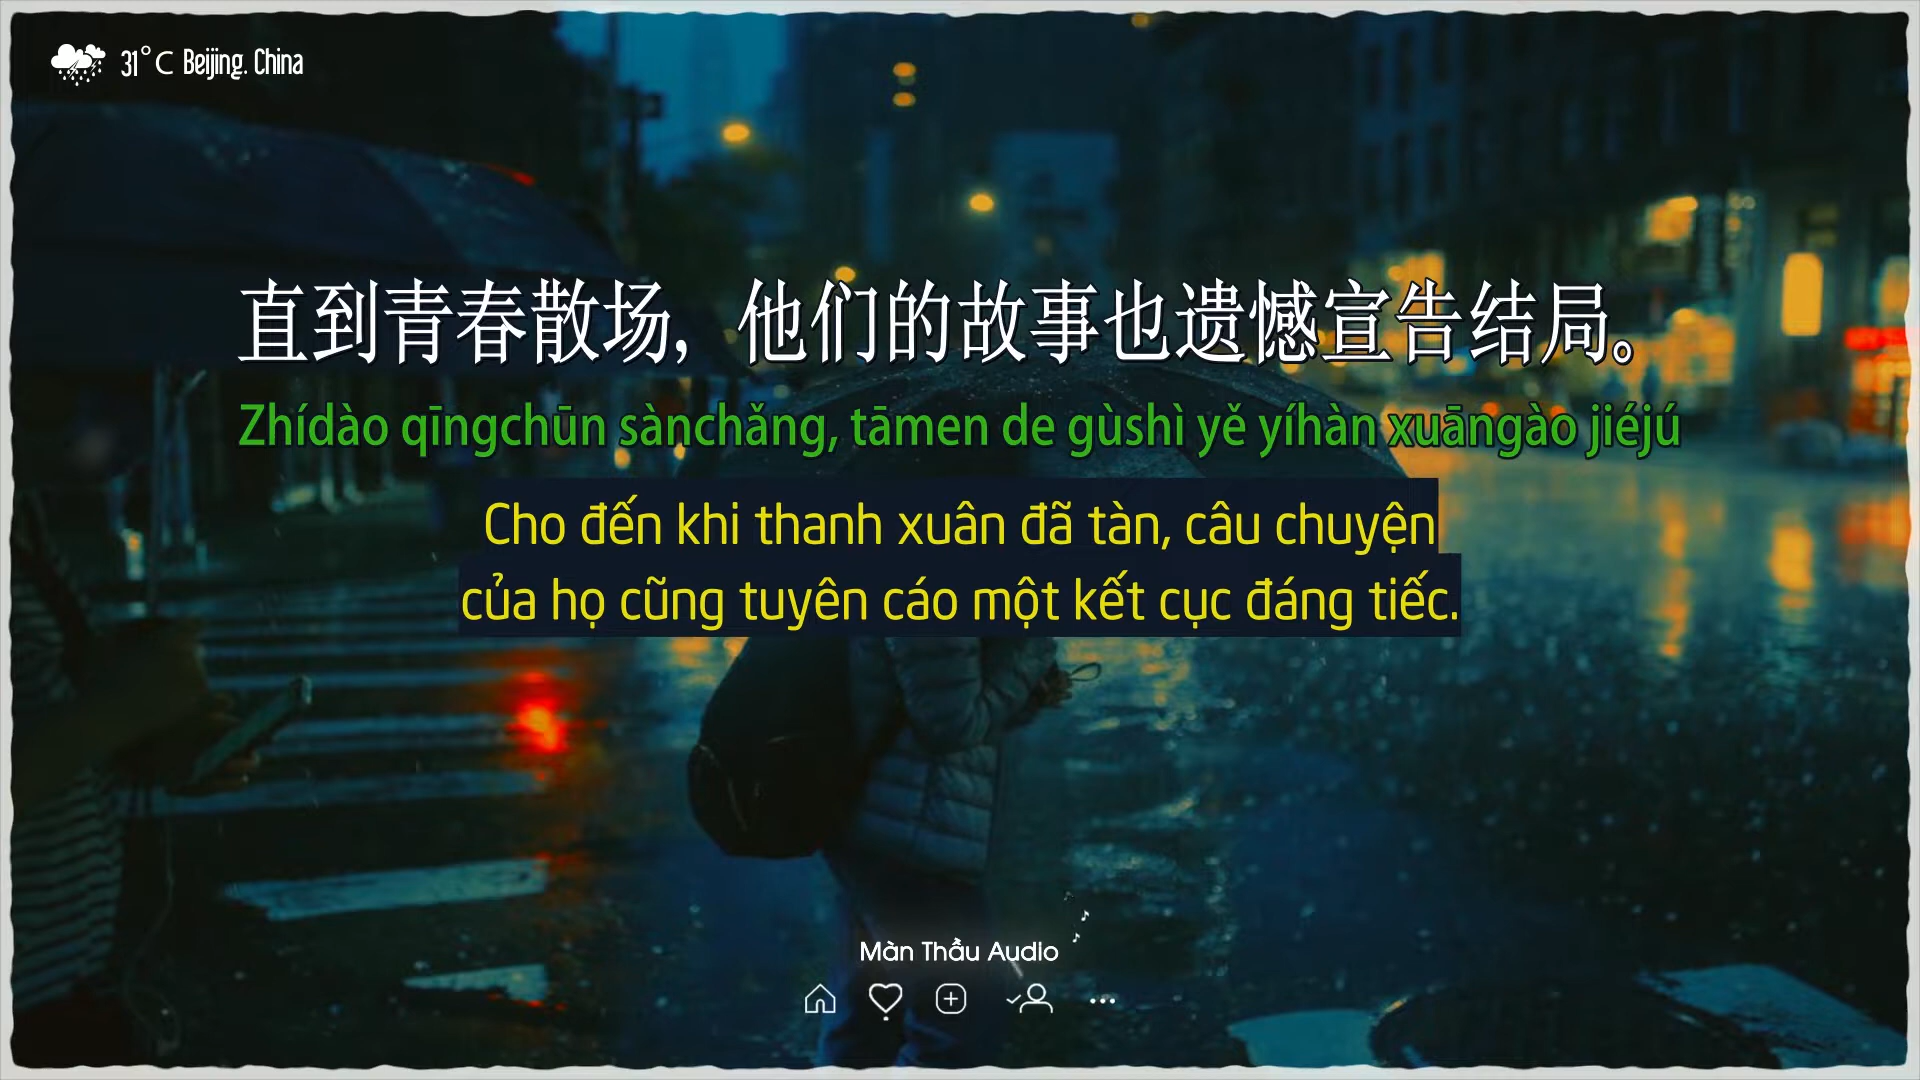 31°C Beijing. China
直到青春散场，他们的故事也遗憾宣告结局。
Zhídào qīngchūn sànchǎng, tāmen de gùshì yě yíhàn xuāngào jiéjú
Cho đến khi thanh xuân đã tàn, câu chuyện
của họ cũng tuyên cáo một kết cục đáng tiếc.
Màn Thầu Audio